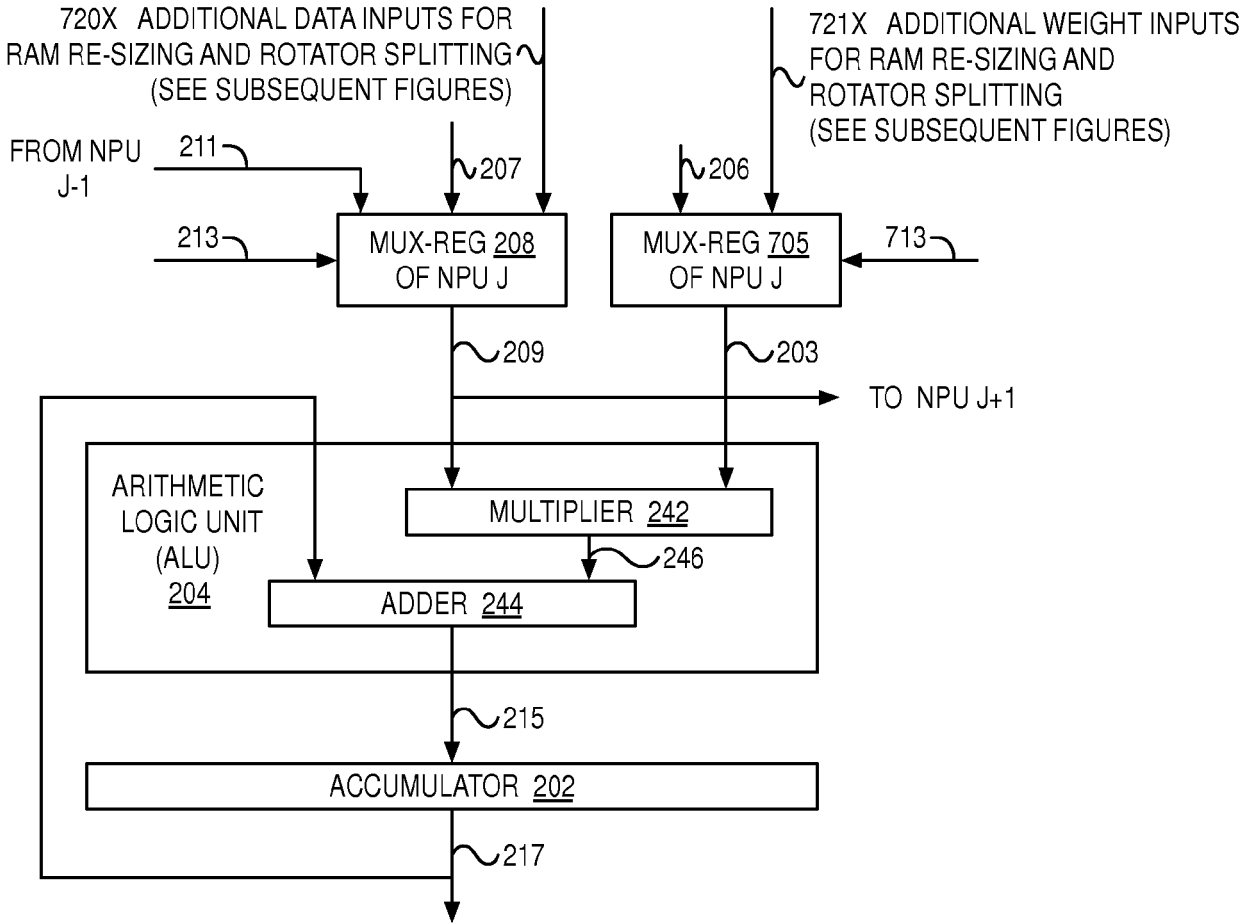 720X ADDITIONAL DATA INPUTS FOR
RAM RE-SIZING AND ROTATOR SPLITTING
(SEE SUBSEQUENT FIGURES)
721X ADDITIONAL WEIGHT INPUTS
FOR RAM RE-SIZING AND
ROTATOR SPLITTING
(SEE SUBSEQUENT FIGURES)
FROM NPU
J-1
211
207
206
213
MUX-REG 208
OF NPU J
MUX-REG 705
OF NPU J
713
209
203
TO NPU J+1
ARITHMETIC
LOGIC UNIT
(ALU)
204
MULTIPLIER 242
246
ADDER 244
215
ACCUMULATOR 202
217